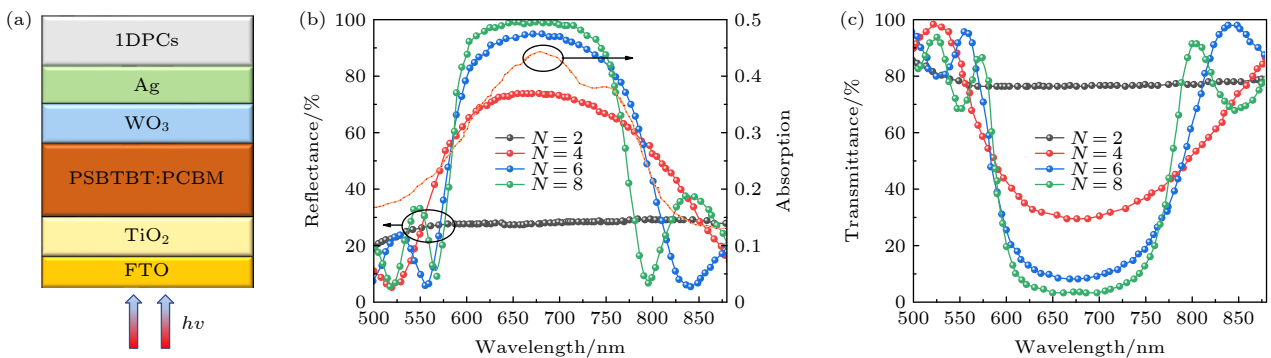 (a)
1DPCs
Ag
WO₃
PSBTBT:PCBM
TiO₂
FTO
hv
(b)
100
80
60
40
20
0
Reflectance/%
0.5
0.4
0.3
0.2
0.1
0
Absorption
N = 2
N = 4
N = 6
N = 8
500 550 600 650 700 750 800 850
Wavelength/nm
(c)
100
80
60
40
20
0
Transmittance/%
N = 2
N = 4
N = 6
N = 8
500 550 600 650 700 750 800 850
Wavelength/nm